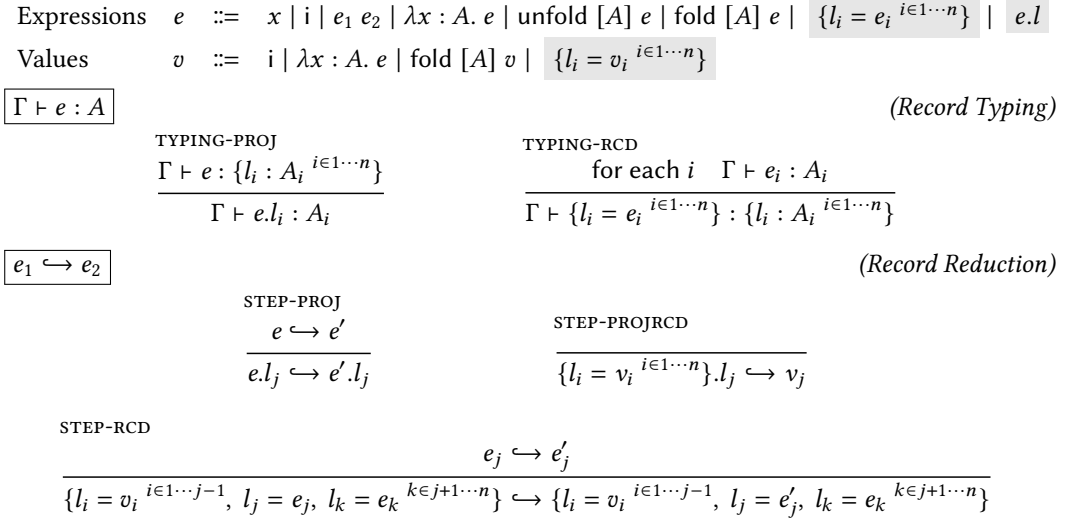 Expressions e ::= x | i | e₁ e₂ | λx : A. e | unfold [A] e | fold [A] e | {lᵢ = eᵢ ^{i∈1···n}} | e.l
Values v ::= i | λx : A. e | fold [A] v | {lᵢ = vᵢ ^{i∈1···n}}
Γ ⊢ e : A (Record Typing)
TYPING-PROJ
Γ ⊢ e : {lᵢ : Aᵢ ^{i∈1···n}}
Γ ⊢ e.lᵢ : Aᵢ
TYPING-RCD
for each i Γ ⊢ eᵢ : Aᵢ
Γ ⊢ {lᵢ = eᵢ ^{i∈1···n}} : {lᵢ : Aᵢ ^{i∈1···n}}
e₁ ↪ e₂ (Record Reduction)
STEP-PROJ
e ↪ e′
e.lⱼ ↪ e′.lⱼ
STEP-PROJRCD
{lᵢ = vᵢ ^{i∈1···n}}.lⱼ ↪ vⱼ
STEP-RCD
eⱼ ↪ e′ⱼ
{lᵢ = vᵢ ^{i∈1···j−1}, lⱼ = eⱼ, lₖ = eₖ ^{k∈j+1···n}} ↪ {lᵢ = vᵢ ^{i∈1···j−1}, lⱼ = e′ⱼ, lₖ = eₖ ^{k∈j+1···n}}